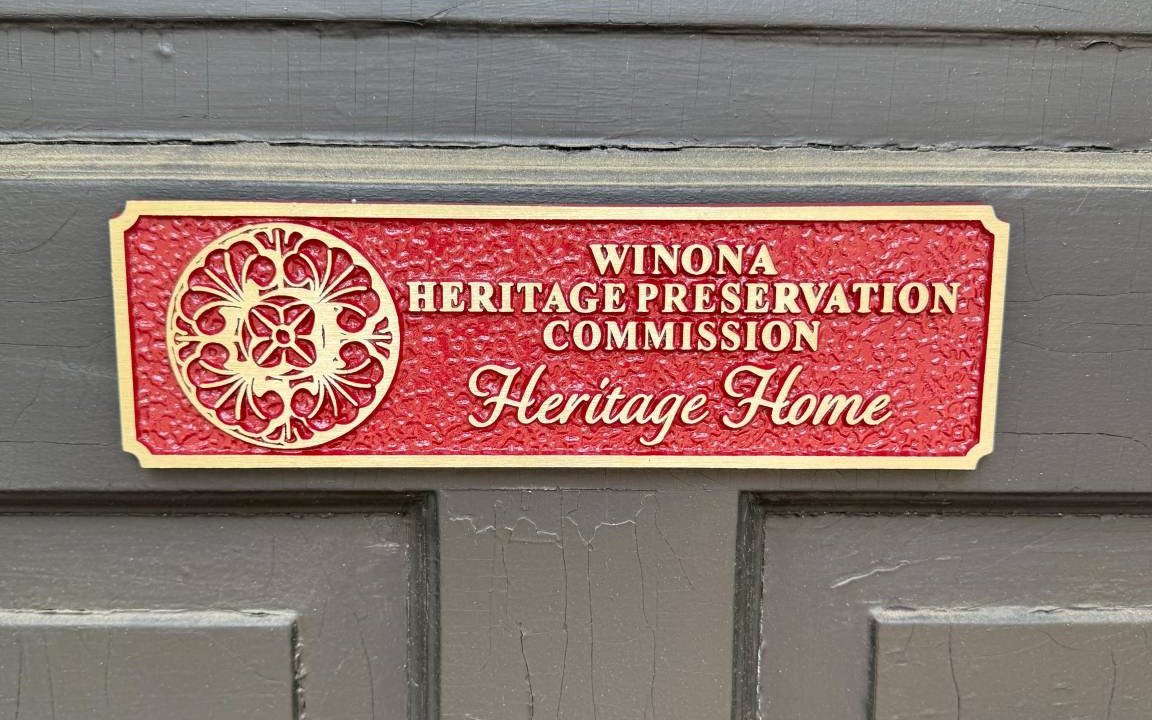 WINONA
HERITAGE PRESERVATION
COMMISSION
Heritage Home